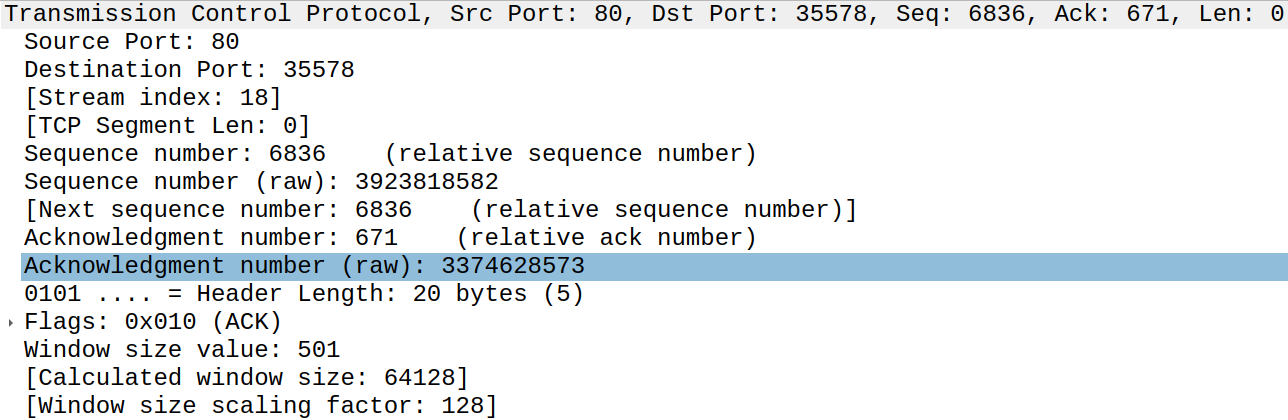 Transmission Control Protocol, Src Port: 80, Dst Port: 35578, Seq: 6836, Ack: 671, Len: 0
Source Port: 80
Destination Port: 35578
[Stream index: 18]
[TCP Segment Len: 0]
Sequence number: 6836    (relative sequence number)
Sequence number (raw): 3923818582
[Next sequence number: 6836    (relative sequence number)]
Acknowledgment number: 671    (relative ack number)
Acknowledgment number (raw): 3374628573
0101 .... = Header Length: 20 bytes (5)
Flags: 0x010 (ACK)
Window size value: 501
[Calculated window size: 64128]
[Window size scaling factor: 128]